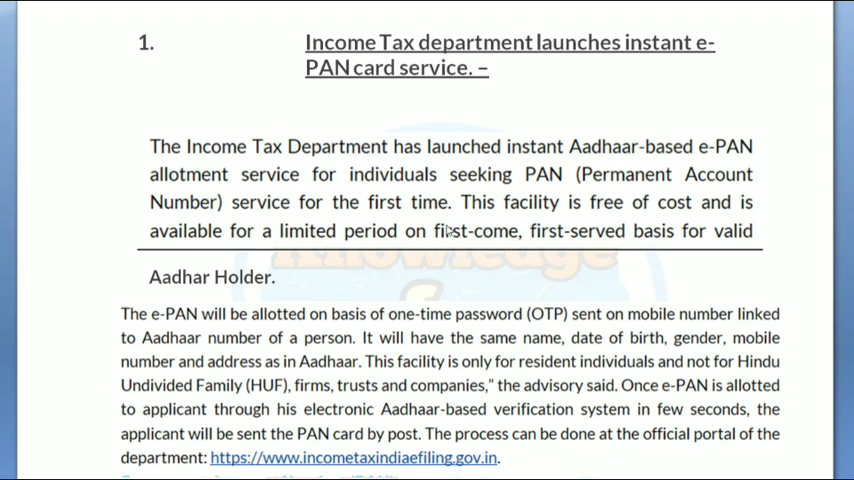 1. Income Tax department launches instant e-
PAN card service. –
The Income Tax Department has launched instant Aadhaar-based e-PAN
allotment service for individuals seeking PAN (Permanent Account
Number) service for the first time. This facility is free of cost and is
available for a limited period on first-come, first-served basis for valid
Knowledge
Aadhar Holder.
The e-PAN will be allotted on basis of one-time password (OTP) sent on mobile number linked
to Aadhaar number of a person. It will have the same name, date of birth, gender, mobile
number and address as in Aadhaar. This facility is only for resident individuals and not for Hindu
Undivided Family (HUF), firms, trusts and companies,” the advisory said. Once e-PAN is allotted
to applicant through his electronic Aadhaar-based verification system in few seconds, the
applicant will be sent the PAN card by post. The process can be done at the official portal of the
department: https://www.incometaxindiaefiling.gov.in.